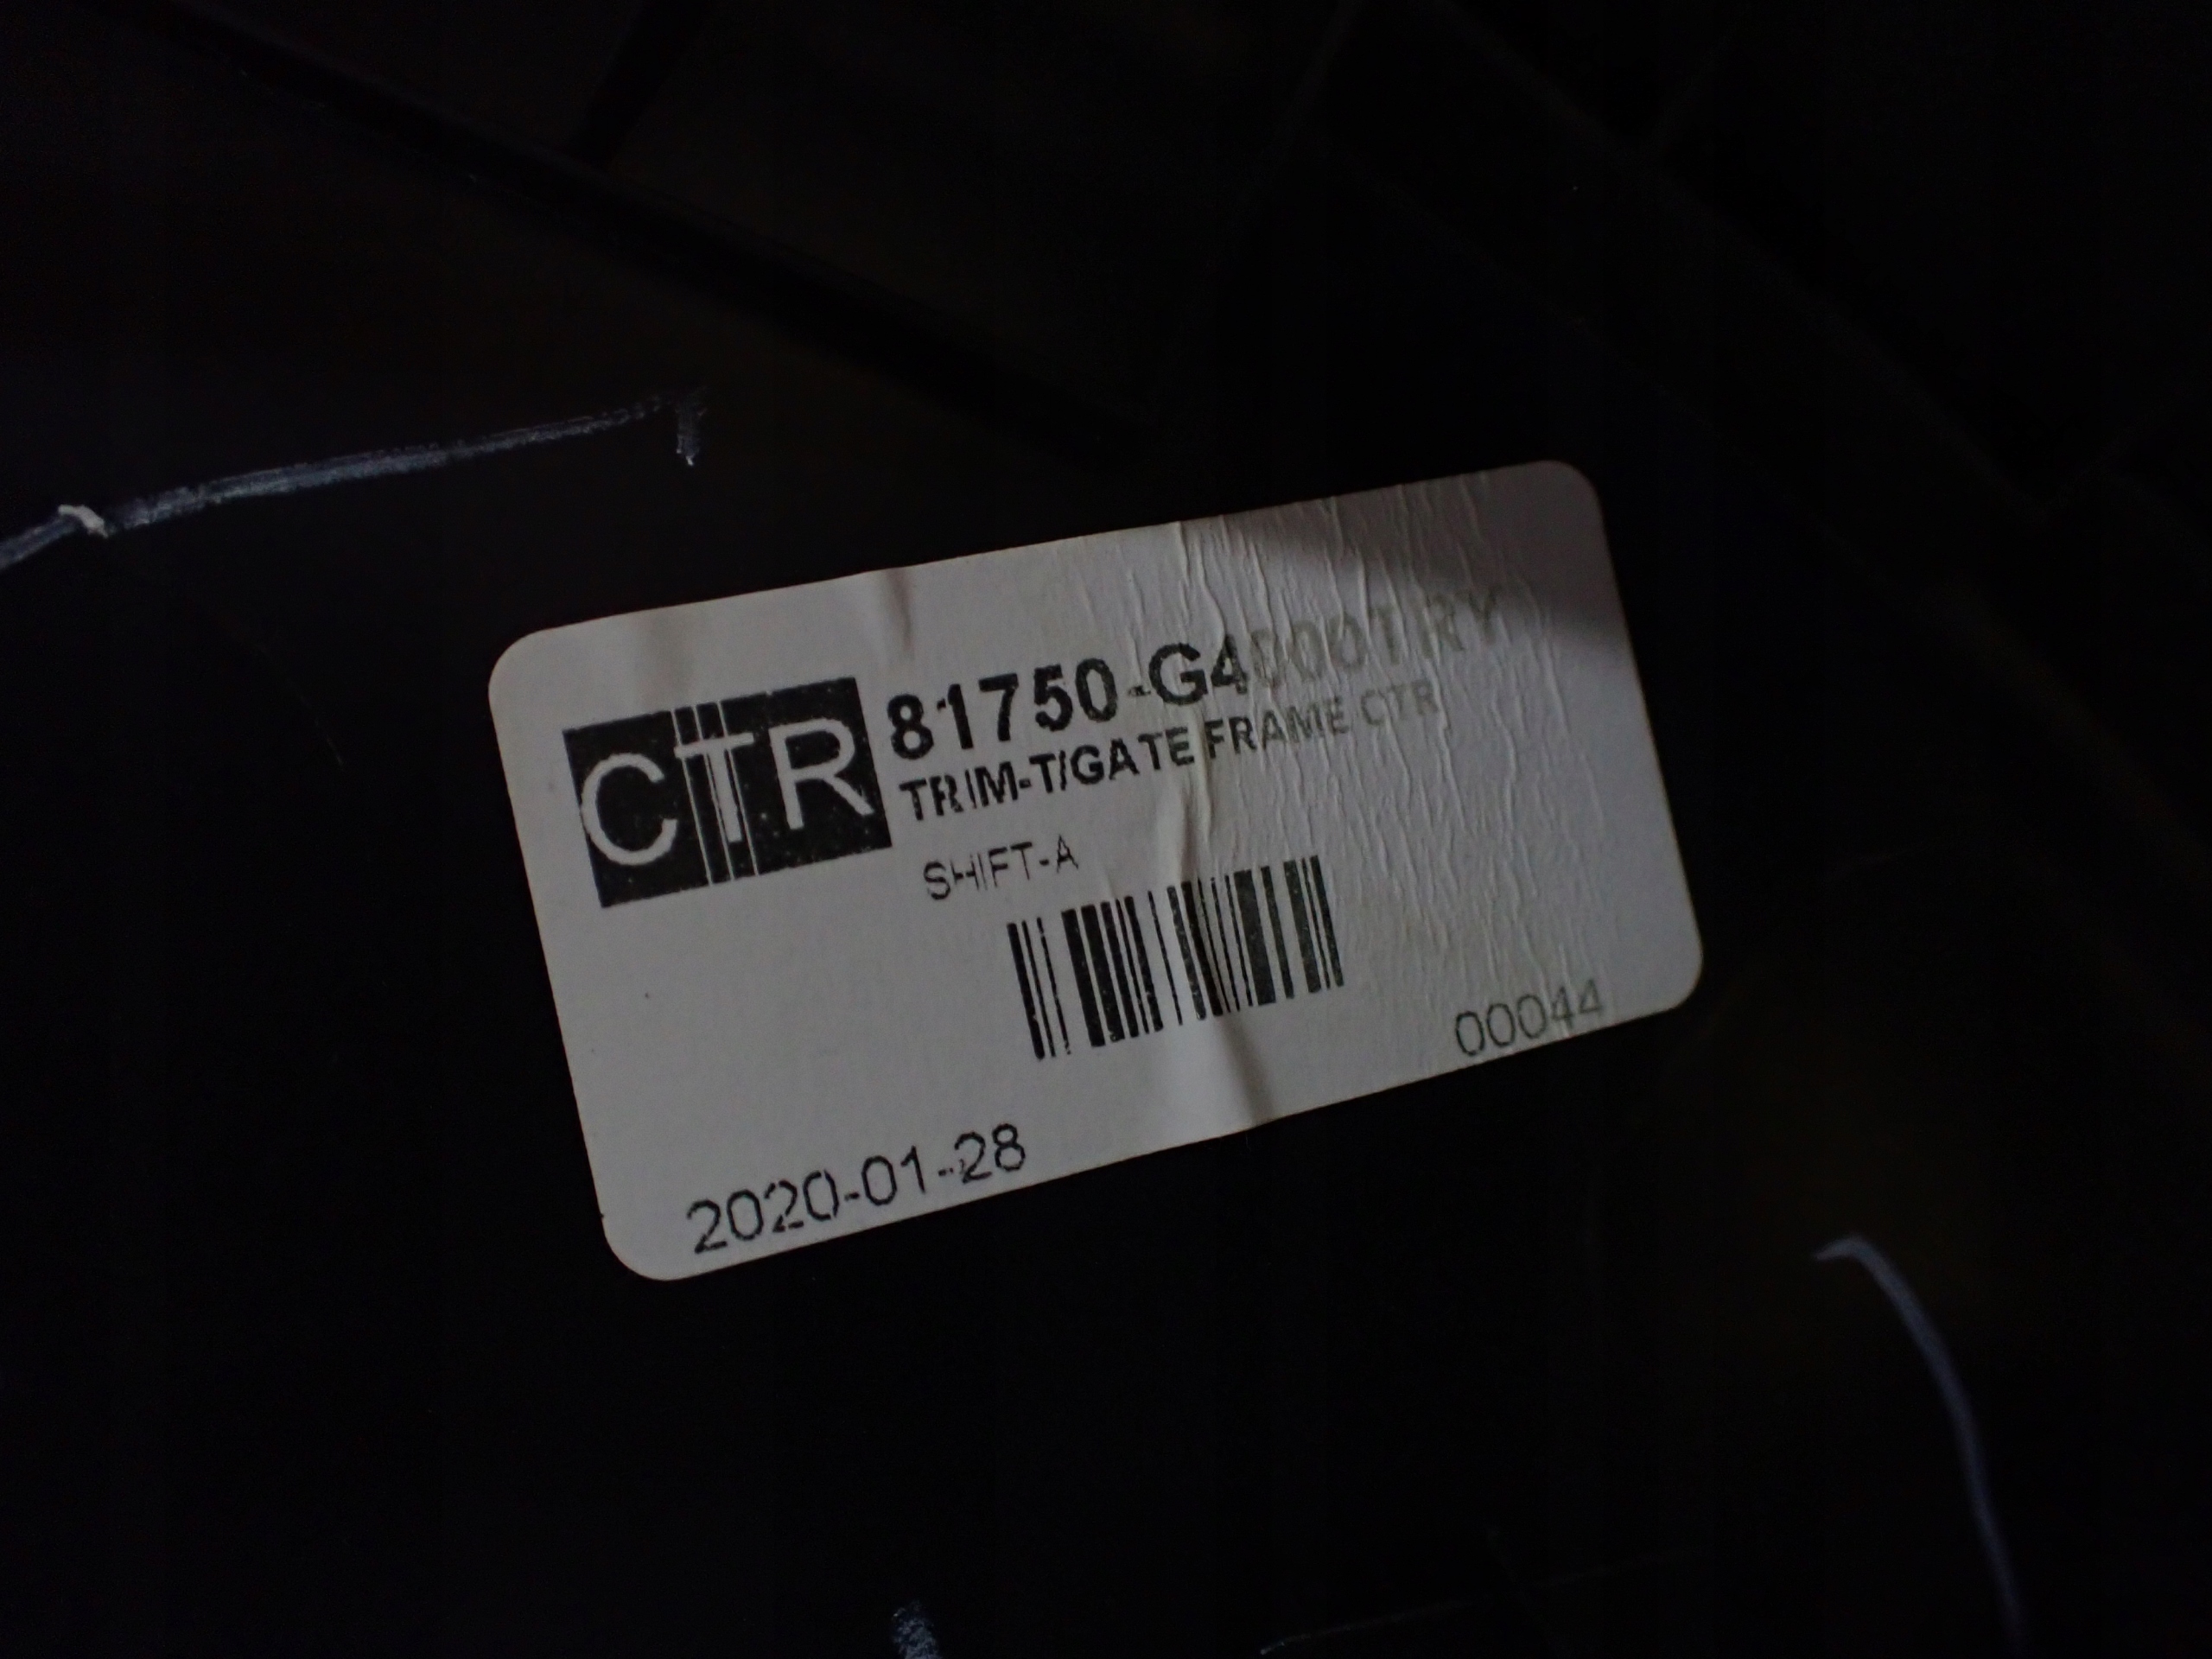 CTR
81750-G4000TRY
TRIM-T/GATE FRAME CTR
SHIFT-A
00044
2020-01-28